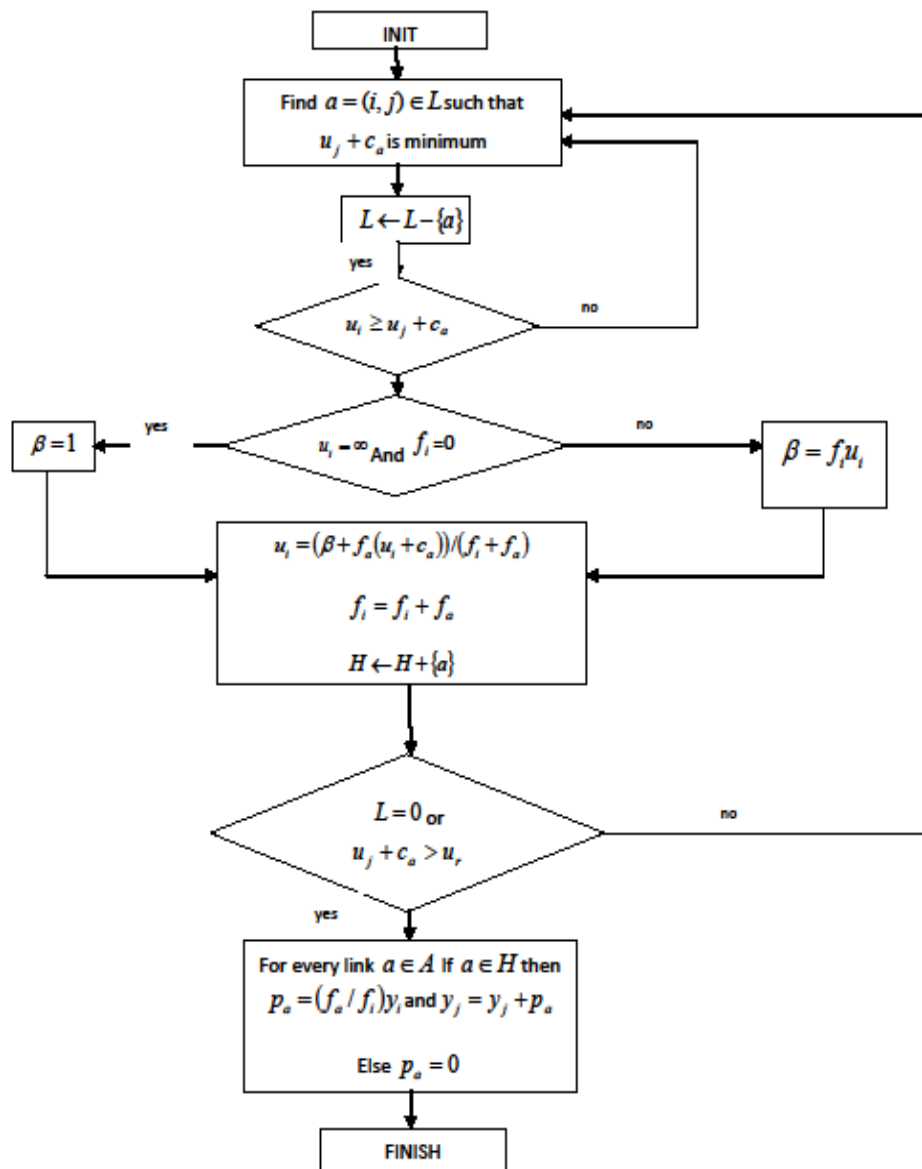 INIT
Find a = (i, j) ∈ L such that
u_j + c_a is minimum
L ← L − {a}
yes
u_i ≥ u_j + c_a
no
yes
u_i = ∞ And f_i = 0
no
β = 1
β = f_i u_i
u_i = (β + f_a(u_i + c_a))/(f_i + f_a)
f_i = f_i + f_a
H ← H + {a}
L = 0 or
u_j + c_a > u_r
no
yes
For every link a ∈ A If a ∈ H then
p_a = (f_a / f_i)y_i and y_j = y_j + p_a
Else p_a = 0
FINISH